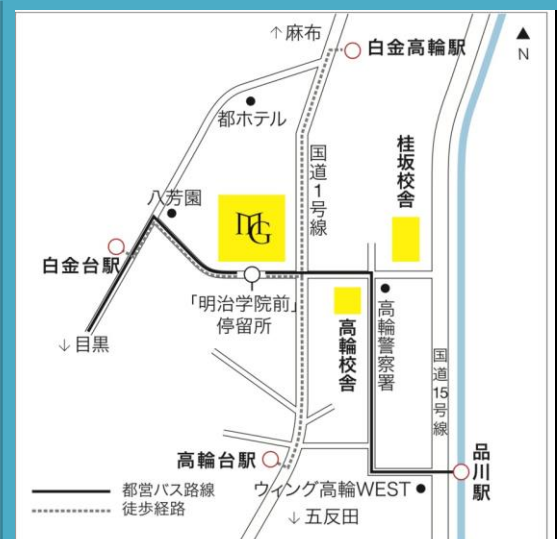 ↑麻布
白金高輪駅
▲
N
都ホテル
国道1号線
桂坂校舎
八芳園
MG
白金台駅
「明治学院前」
停留所
高輪校舎
高輪警察署
↓目黒
国道15号線
高輪台駅
品川駅
ウィング高輪WEST
都営バス路線
徒歩経路
↓五反田